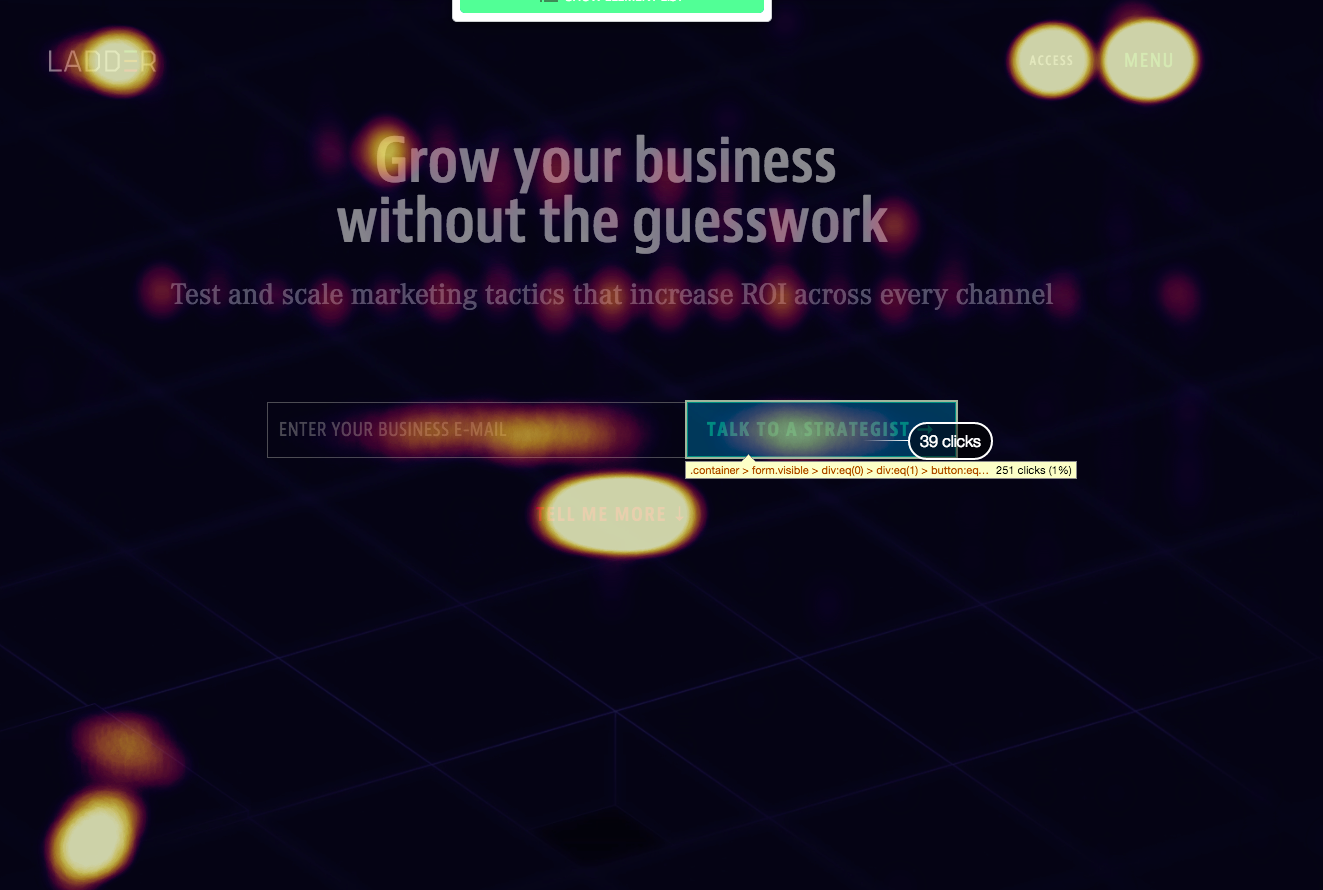 LADDER
ACCESS
MENU
Grow your business
without the guesswork
Test and scale marketing tactics that increase ROI across every channel
ENTER YOUR BUSINESS E-MAIL
TALK TO A STRATEGIST →
39 clicks
.container > form.visible > div:eq(0) > div:eq(1) > button:eq... 251 clicks (1%)
TELL ME MORE ↓